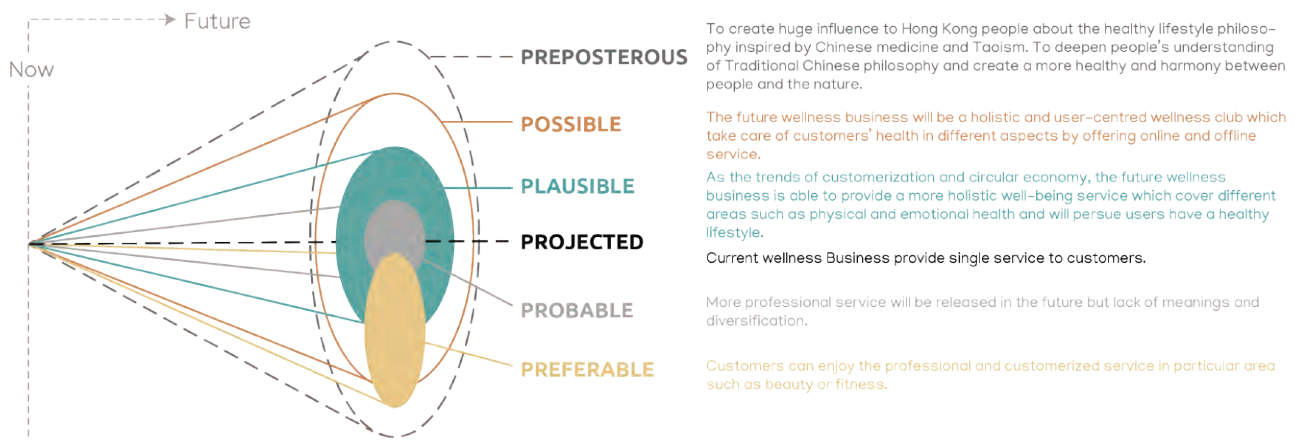 Future
Now
PREPOSTEROUS
To create huge influence to Hong Kong people about the healthy lifestyle philoso-
phy inspired by Chinese medicine and Taoism. To deepen people's understanding
of Traditional Chinese philosophy and create a more healthy and harmony between
people and the nature.
POSSIBLE
The future wellness business will be a holistic and user-centred wellness club which
take care of customers' health in different aspects by offering online and offline
service.
PLAUSIBLE
As the trends of customerization and circular economy, the future wellness
business is able to provide a more holistic well-being service which cover different
areas such as physical and emotional health and will persue users have a healthy
lifestyle.
PROJECTED
Current wellness Business provide single service to customers.
PROBABLE
More professional service will be released in the future but lack of meanings and
diversification.
PREFERABLE
Customers can enjoy the professional and customerized service in particular area
such as beauty or fitness.